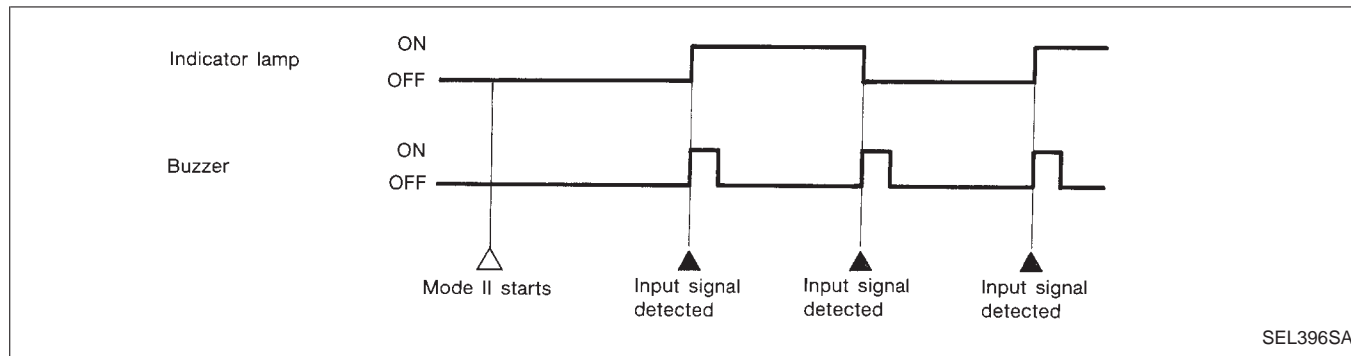 Indicator lamp
ON
OFF
Buzzer
ON
OFF
Mode II starts
Input signal
detected
Input signal
detected
Input signal
detected
SEL396SA